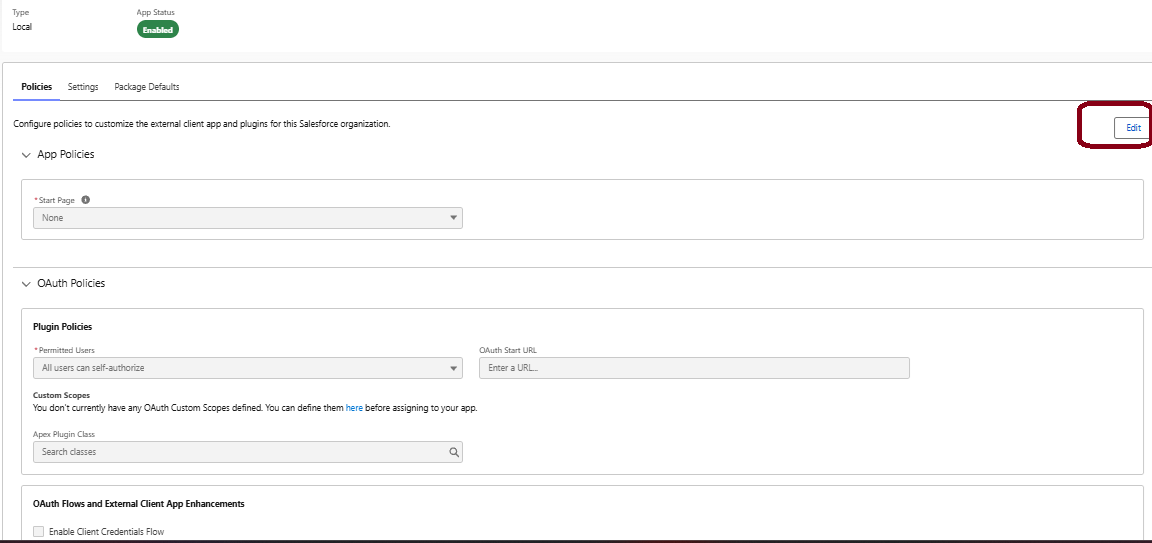 Type
App Status
Local
Enabled
Policies
Settings
Package Defaults
Configure policies to customize the external client app and plugins for this Salesforce organization.
Edit
App Policies
*Start Page
None
OAuth Policies
Plugin Policies
*Permitted Users
OAuth Start URL
All users can self-authorize
Enter a URL...
Custom Scopes
You don't currently have any OAuth Custom Scopes defined. You can define them here before assigning to your app.
Apex Plugin Class
Search classes
OAuth Flows and External Client App Enhancements
Enable Client Credentials Flow